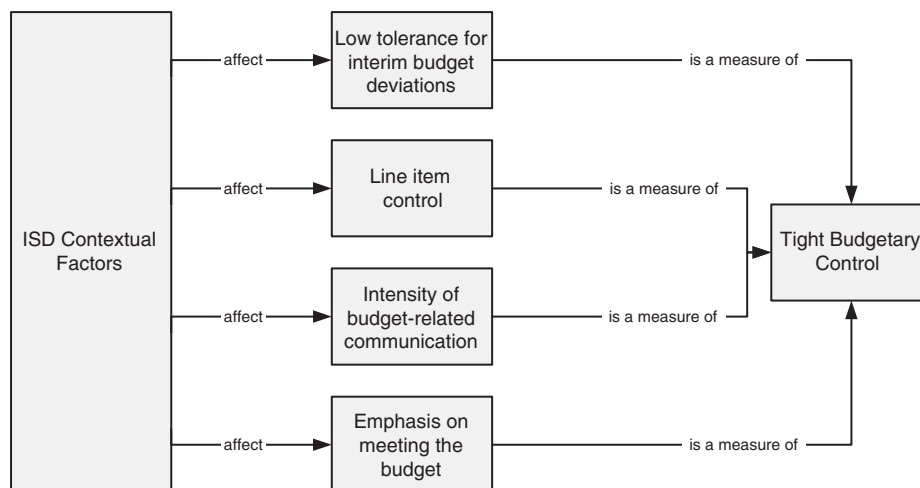 Low tolerance for
interim budget
deviations
affect
is a measure of
Line item
control
affect
is a measure of
ISD Contextual
Factors
Tight Budgetary
Control
Intensity of
budget-related
communication
affect
is a measure of
Emphasis on
meeting the
budget
affect
is a measure of